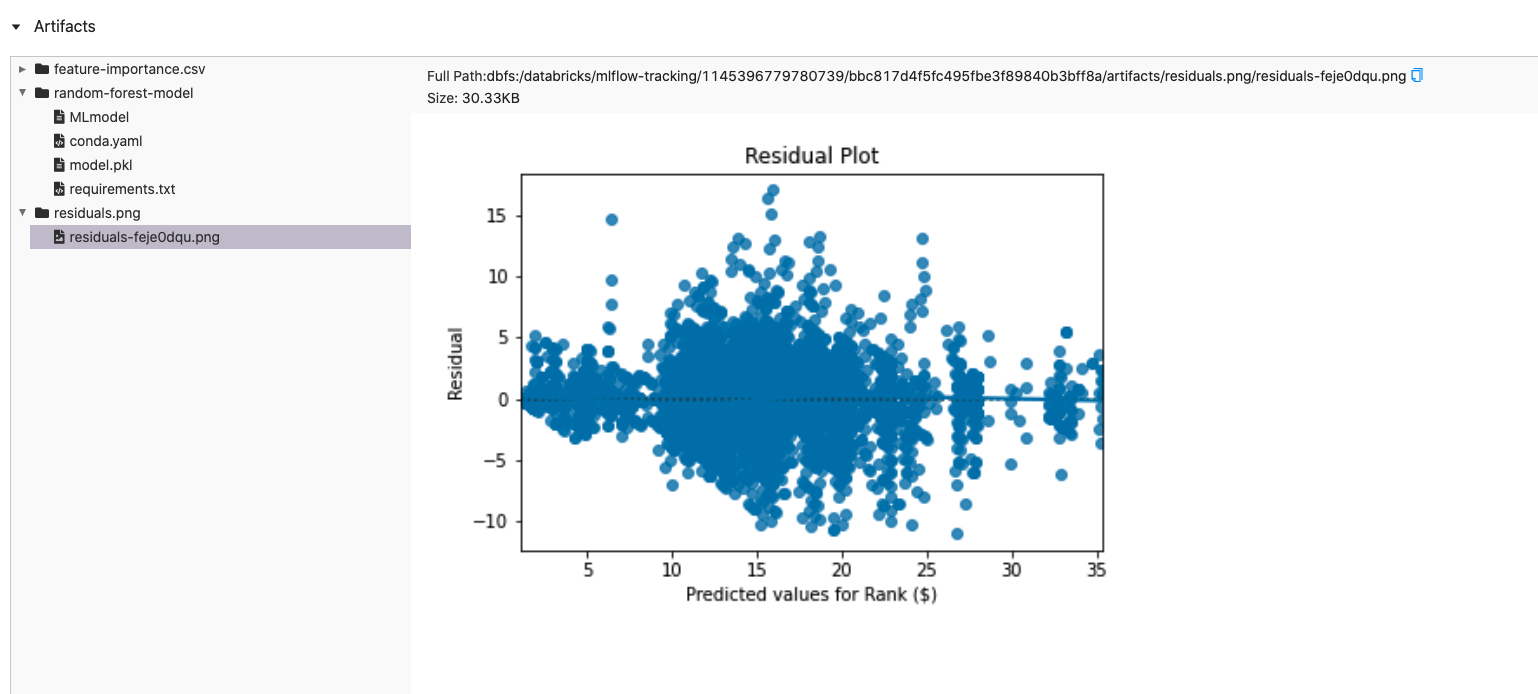 Artifacts
feature-importance.csv
random-forest-model
MLmodel
conda.yaml
model.pkl
requirements.txt
residuals.png
residuals-feje0dqu.png
Full Path:dbfs:/databricks/mlflow-tracking/1145396779780739/bbc817d4f5fc495fbe3f89840b3bff8a/artifacts/residuals.png/residuals-feje0dqu.png
Size: 30.33KB
Residual Plot
15
10
5
0
−5
−10
Residual
5 10 15 20 25 30 35
Predicted values for Rank ($)